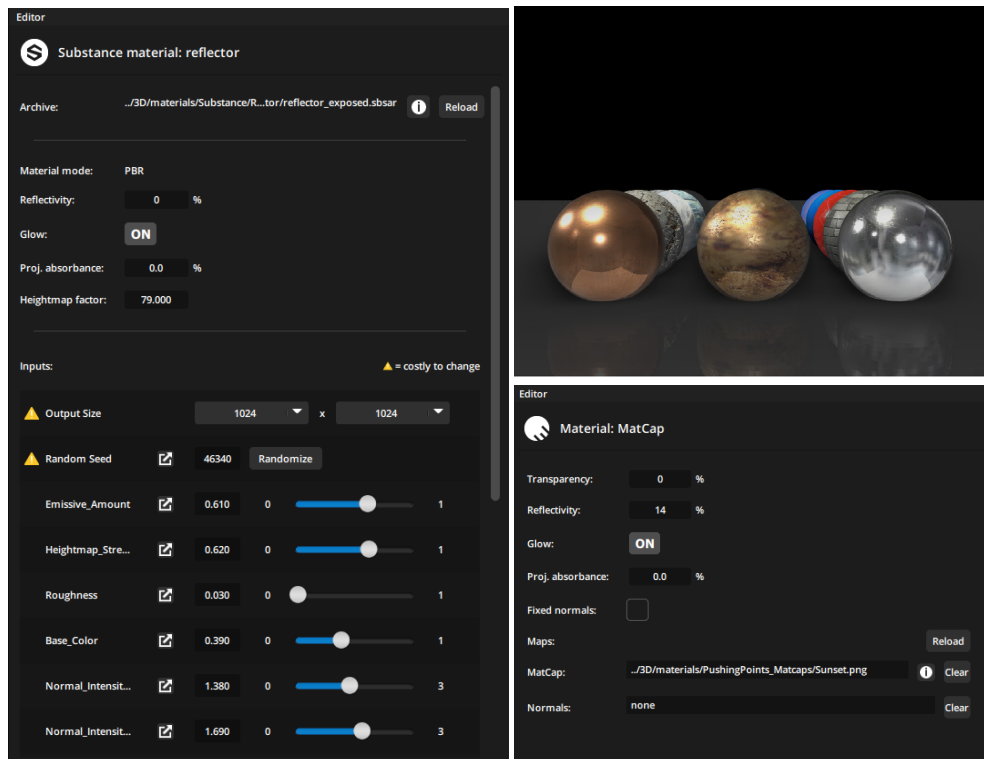 Editor
Substance material: reflector
Archive: ../3D/materials/Substance/R...tor/reflector_exposed.sbsar Reload
Material mode: PBR
Reflectivity: 0 %
Glow: ON
Proj. absorbance: 0.0 %
Heightmap factor: 79.000
Inputs: = costly to change
Output Size 1024 x 1024
Random Seed 46340 Randomize
Emissive_Amount 0.610 0 1
Heightmap_Stre... 0.620 0 1
Roughness 0.030 0 1
Base_Color 0.390 0 1
Normal_Intensit... 1.380 0 3
Normal_Intensit... 1.690 0 3
Editor
Material: MatCap
Transparency: 0 %
Reflectivity: 14 %
Glow: ON
Proj. absorbance: 0.0 %
Fixed normals:
Maps: Reload
MatCap: ../3D/materials/PushingPoints_Matcaps/Sunset.png Clear
Normals: none Clear